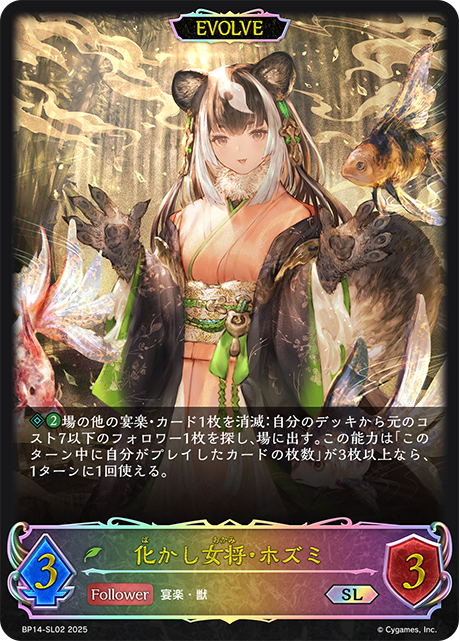 EVOLVE
②場の他の宴楽・カード1枚を消滅:自分のデッキから元のコ
スト7以下のフォロワー1枚を探し、場に出す。この能力は「この
ターン中に自分がプレイしたカードの枚数」が3枚以上なら、
1ターンに1回使える。
ば おかみ
化かし女将・ホズミ
3
Follower 宴楽・獣
SL
3
BP14-SL02 2025
© Cygames, Inc.